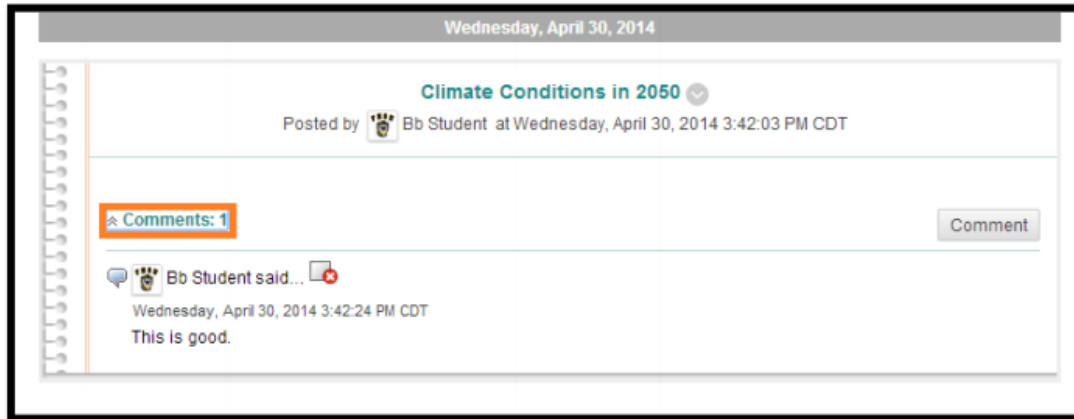 Wednesday, April 30, 2014
Climate Conditions in 2050
Posted by Bb Student at Wednesday, April 30, 2014 3:42:03 PM CDT
Comments: 1
Comment
Bb Student said...
Wednesday, April 30, 2014 3:42:24 PM CDT
This is good.